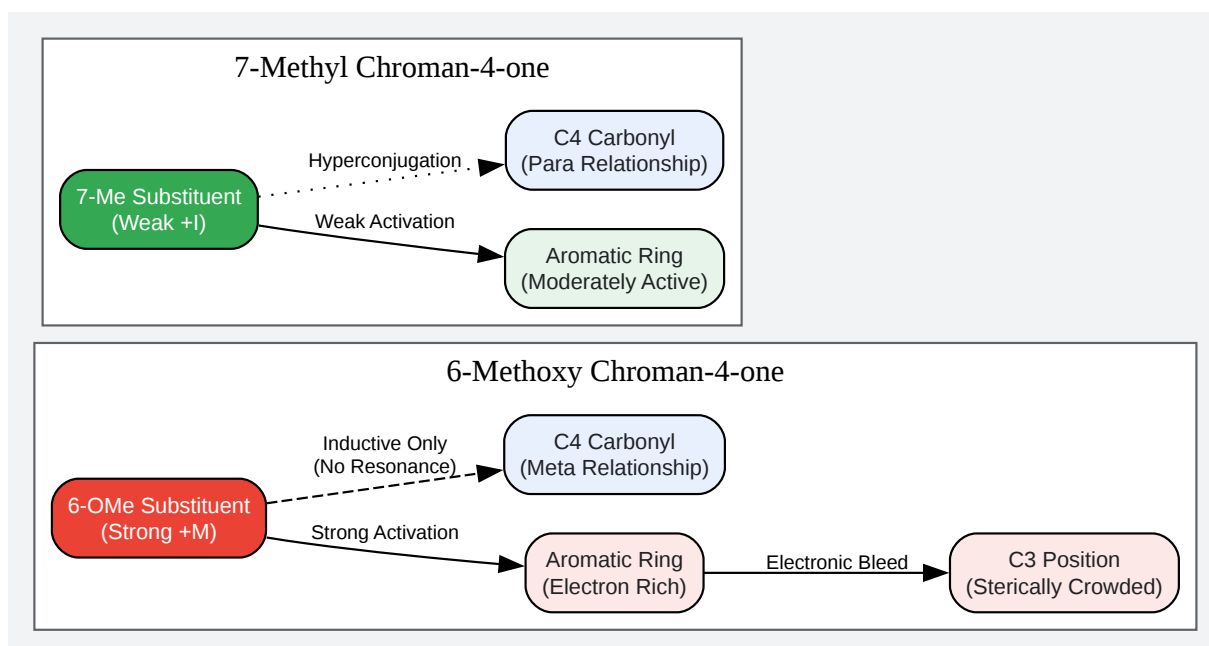 7-Methyl Chroman-4-one
7-Me Substituent
(Weak +I)
Hyperconjugation
Weak Activation
C4 Carbonyl
(Para Relationship)
Aromatic Ring
(Moderately Active)
6-Methoxy Chroman-4-one
6-OMe Substituent
(Strong +M)
Inductive Only
(No Resonance)
Strong Activation
C4 Carbonyl
(Meta Relationship)
Aromatic Ring
(Electron Rich)
Electronic Bleed
C3 Position
(Sterically Crowded)